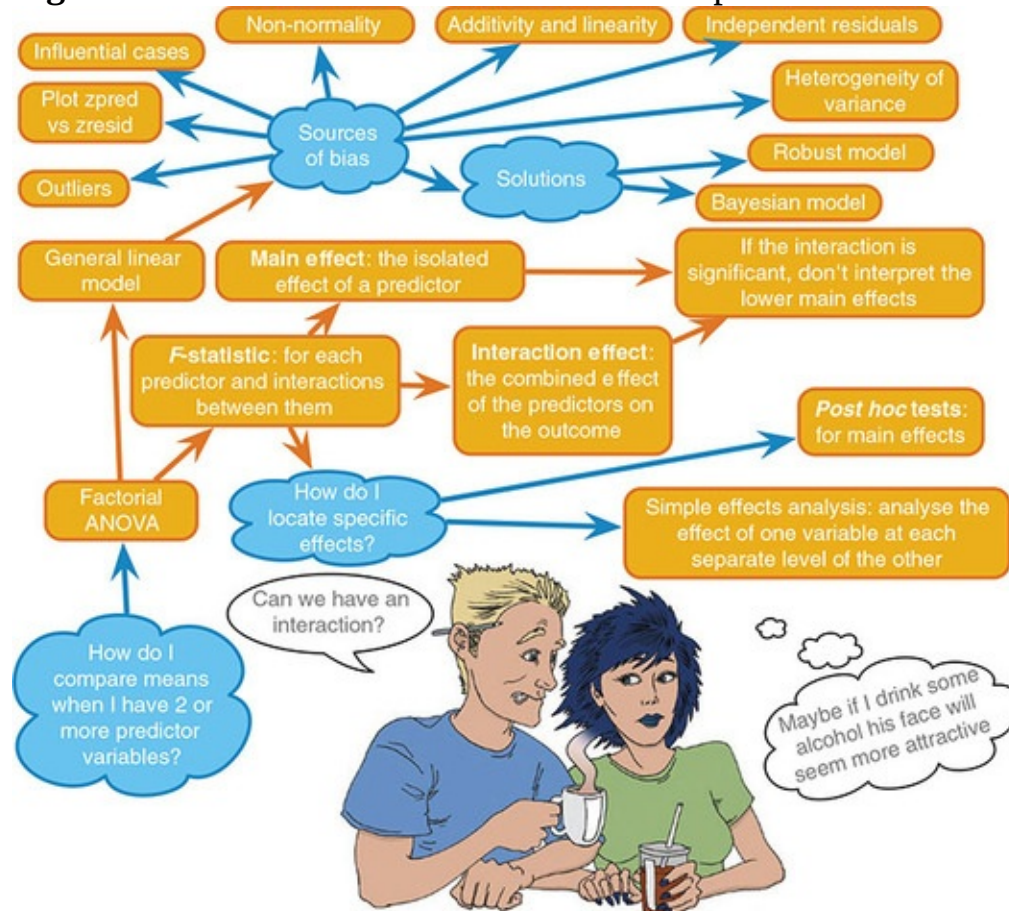 Non-normality
Additivity and linearity
Independent residuals
Influential cases
Plot zpred
vs zresid
Outliers
Sources
of bias
Heterogeneity of
variance
Solutions
Robust model
Bayesian model
General linear
model
Main effect: the isolated
effect of a predictor
If the interaction is
significant, don't interpret the
lower main effects
F-statistic: for each
predictor and interactions
between them
Interaction effect:
the combined effect
of the predictors on
the outcome
Post hoc tests:
for main effects
Factorial
ANOVA
How do I
locate specific
effects?
Simple effects analysis: analyse the
effect of one variable at each
separate level of the other
Can we have an
interaction?
How do I
compare means
when I have 2 or
more predictor
variables?
Maybe if I drink some
alcohol his face will
seem more attractive